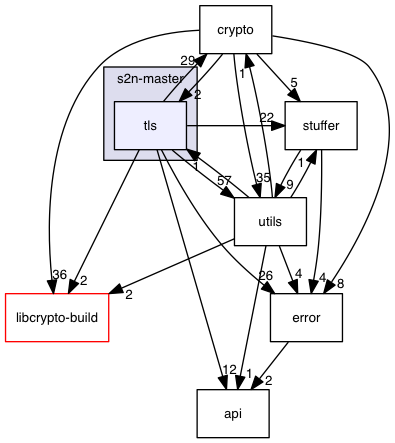 crypto
29
1
5
s2n-master
2
tls
22
stuffer
1
57
35
9
1
utils
36
2
2
26
4
4
8
libcrypto-build
error
12
1
2
api